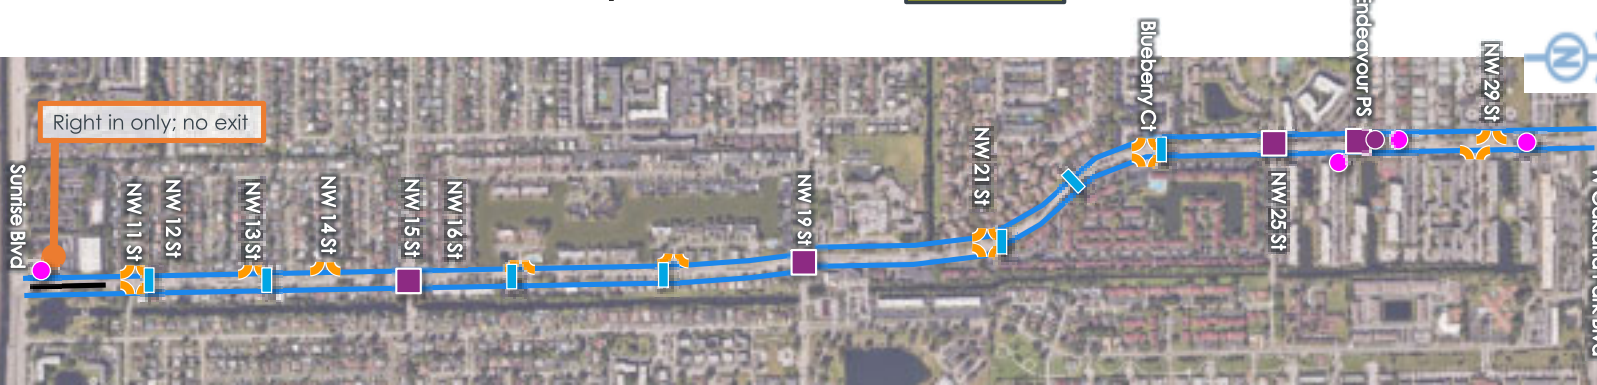 Right in only; no exit
Sunrise Blvd
NW 11 St
NW 12 St
NW 13 St
NW 14 St
NW 15 St
NW 16 St
NW 19 St
NW 21 St
Blueberry Ct
NW 25 St
Endeavour PS
NW 29 St
N